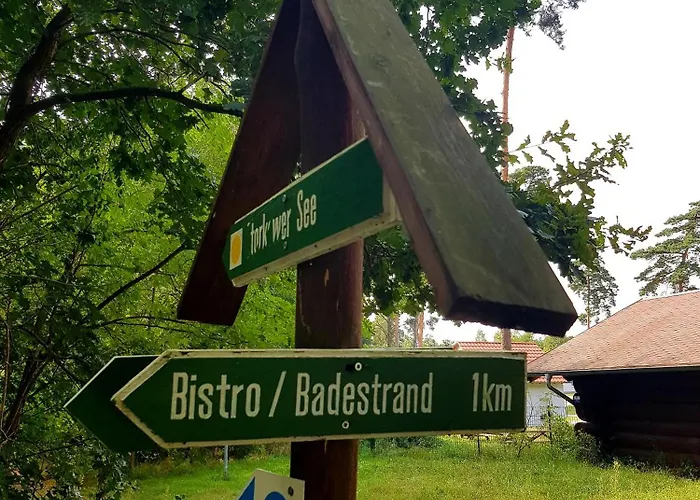 See
Bistro / Badestrand 1km